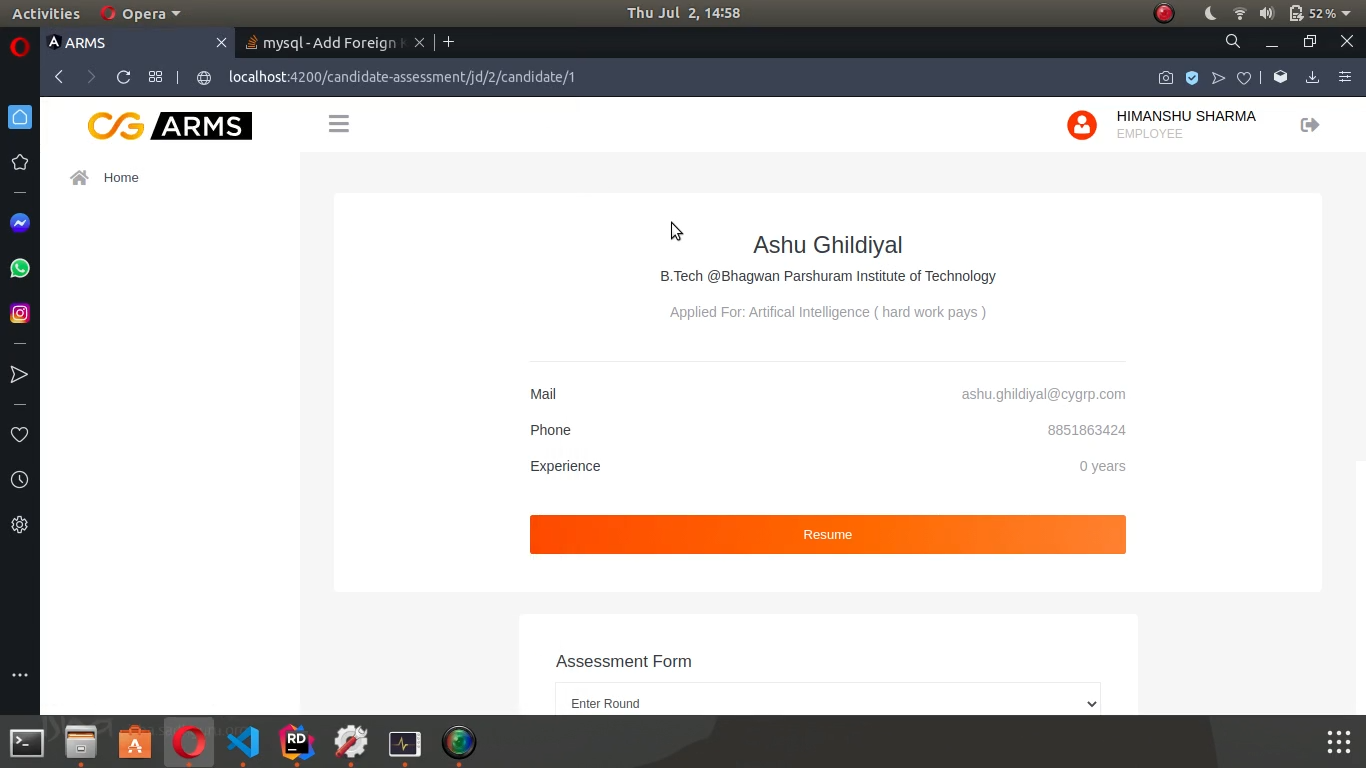 Activities
Opera
Thu Jul 2, 14:58
52%
ARMS
mysql - Add Foreign
localhost:4200/candidate-assessment/jd/2/candidate/1
CG ARMS
HIMANSHU SHARMA
EMPLOYEE
Home
Ashu Ghildiyal
B.Tech @Bhagwan Parshuram Institute of Technology
Applied For: Artifical Intelligence ( hard work pays )
Mail
ashu.ghildiyal@cygrp.com
Phone
8851863424
Experience
0 years
Resume
Assessment Form
Enter Round
RD